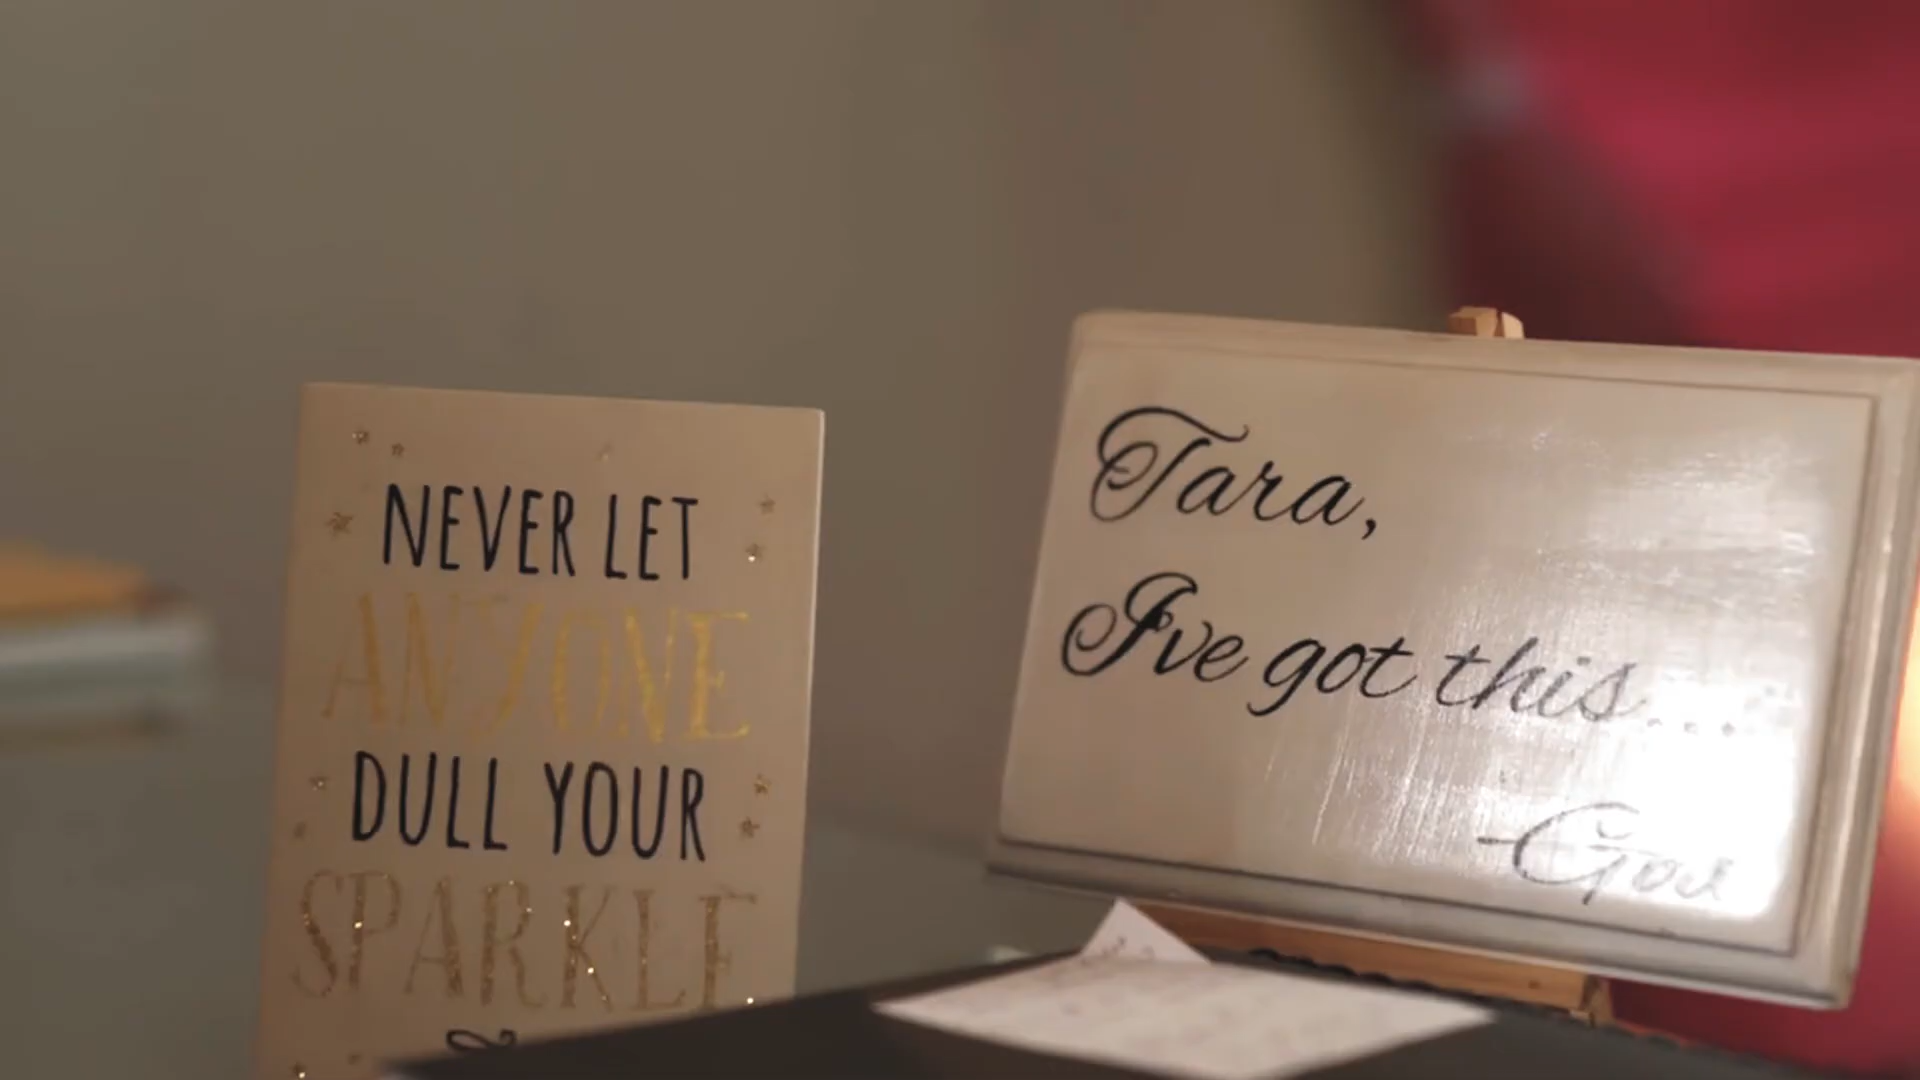 NEVER LET
ANYONE
DULL YOUR
SPARKLE
Tara,
I've got this...
-God